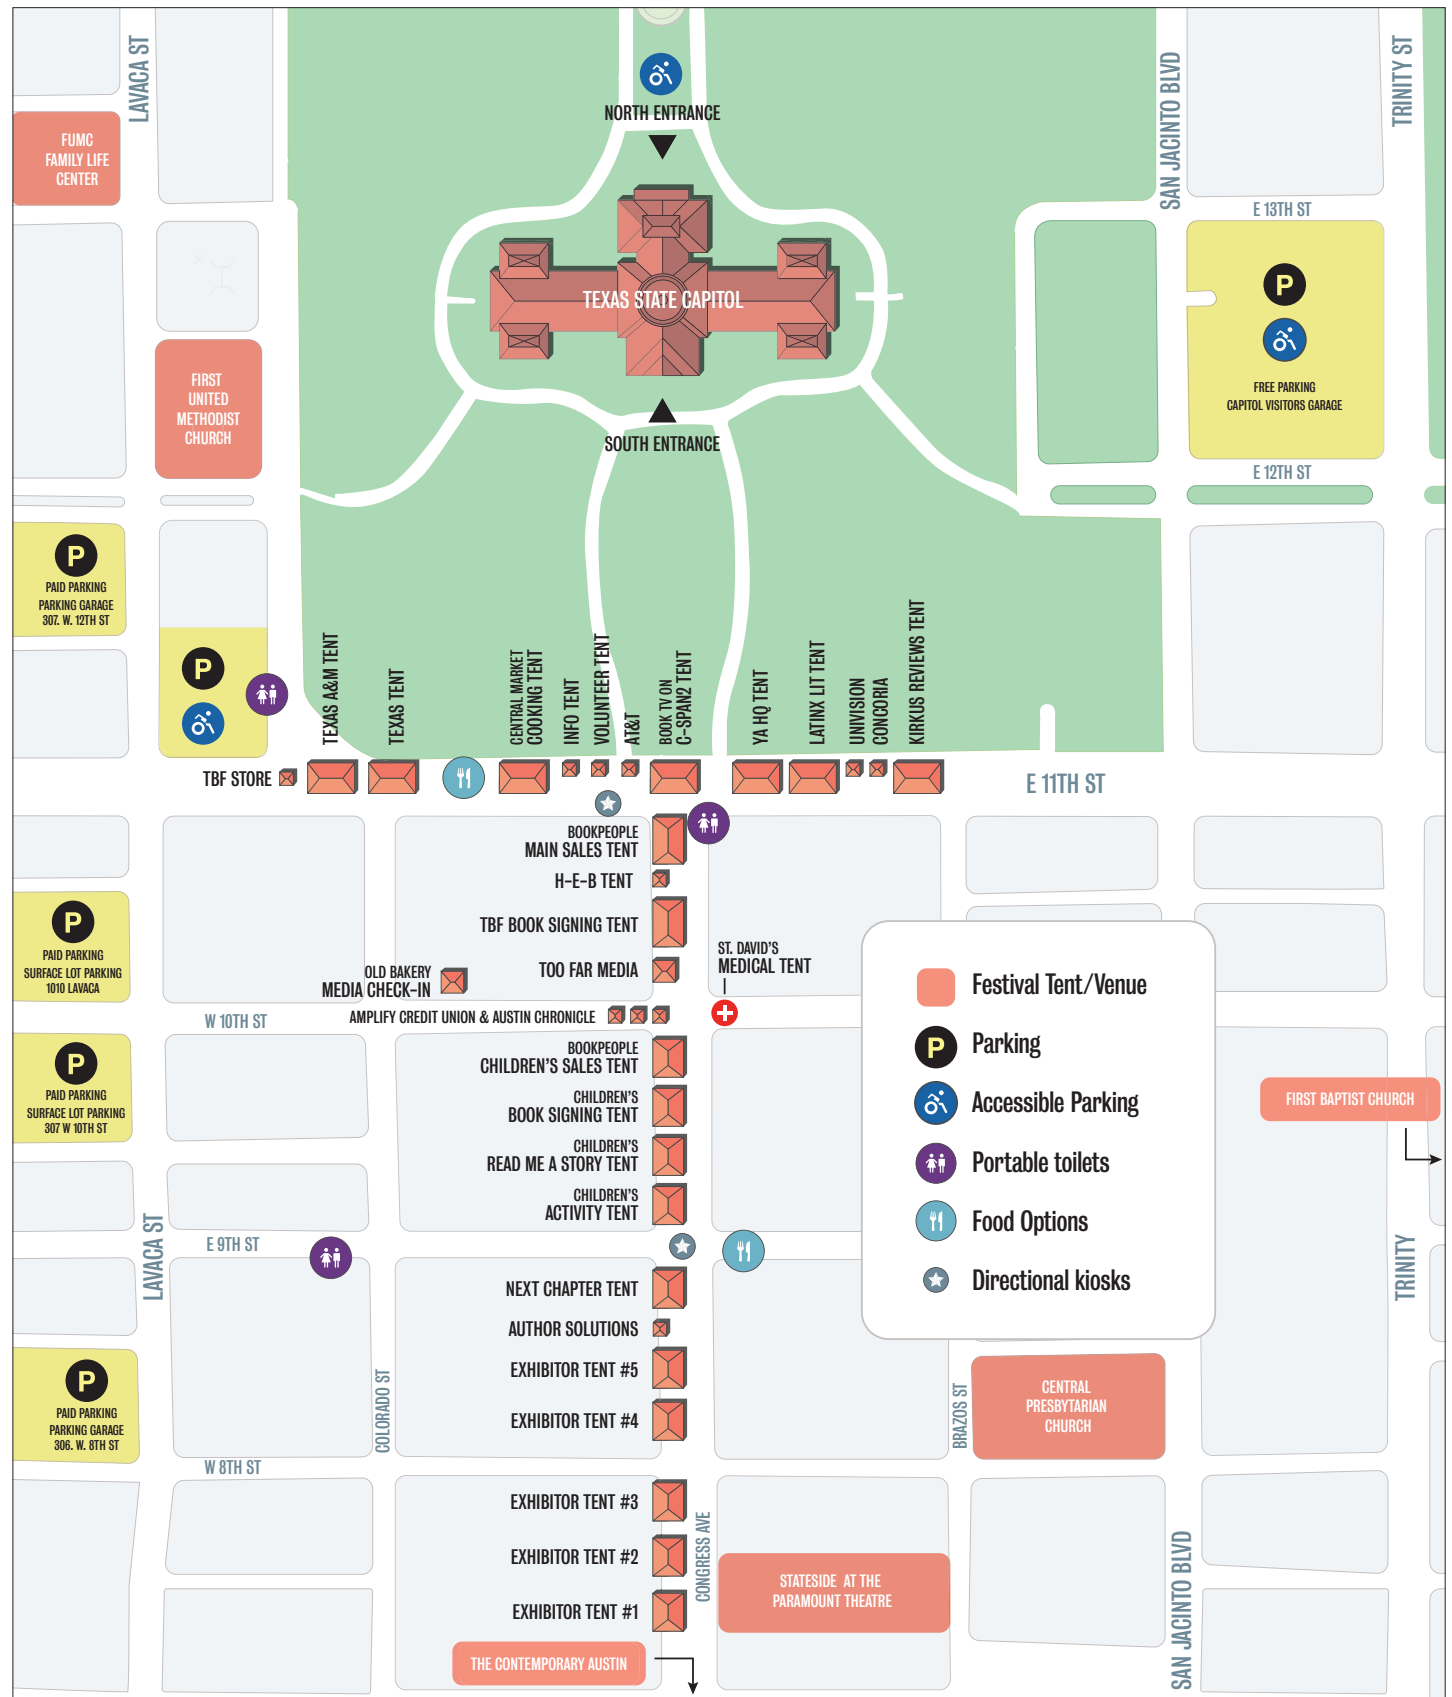 LAVACA ST
NORTH ENTRANCE
SAN JACINTO BLVD
TRINITY ST
FUMC
FAMILY LIFE
CENTER
E 13TH ST
TEXAS STATE CAPITOL
P
FREE PARKING
CAPITOL VISITORS GARAGE
FIRST
UNITED
METHODIST
CHURCH
SOUTH ENTRANCE
E 12TH ST
P
PAID PARKING
PARKING GARAGE
307. W. 12TH ST
P
TEXAS A&M TENT
TEXAS TENT
CENTRAL MARKET
COOKING TENT
INFO TENT
VOLUNTEER TENT
AT&T
BOOK TV ON
C-SPAN2 TENT
YA HQ TENT
LATINX LIT TENT
UNIVISION
CONCORIA
KIRKUS REVIEWS TENT
TBF STORE
E 11TH ST
BOOKPEOPLE
MAIN SALES TENT
H-E-B TENT
TBF BOOK SIGNING TENT
TOO FAR MEDIA
OLD BAKERY
MEDIA CHECK-IN
ST. DAVID'S
MEDICAL TENT
P
PAID PARKING
SURFACE LOT PARKING
1010 LAVACA
W 10TH ST
AMPLIFY CREDIT UNION & AUSTIN CHRONICLE
P
PAID PARKING
SURFACE LOT PARKING
307 W 10TH ST
BOOKPEOPLE
CHILDREN'S SALES TENT
CHILDREN'S
BOOK SIGNING TENT
CHILDREN'S
READ ME A STORY TENT
CHILDREN'S
ACTIVITY TENT
Festival Tent/Venue
P
Parking
Accessible Parking
Portable toilets
Food Options
Directional kiosks
FIRST BAPTIST CHURCH
LAVACA ST
E 9TH ST
TRINITY
NEXT CHAPTER TENT
AUTHOR SOLUTIONS
EXHIBITOR TENT #5
EXHIBITOR TENT #4
P
PAID PARKING
PARKING GARAGE
306. W. 8TH ST
COLORADO ST
BRAZOS ST
CENTRAL
PRESBYTARIAN
CHURCH
W 8TH ST
EXHIBITOR TENT #3
EXHIBITOR TENT #2
EXHIBITOR TENT #1
CONGRESS AVE
STATESIDE AT THE
PARAMOUNT THEATRE
SAN JACINTO BLVD
THE CONTEMPORARY AUSTIN